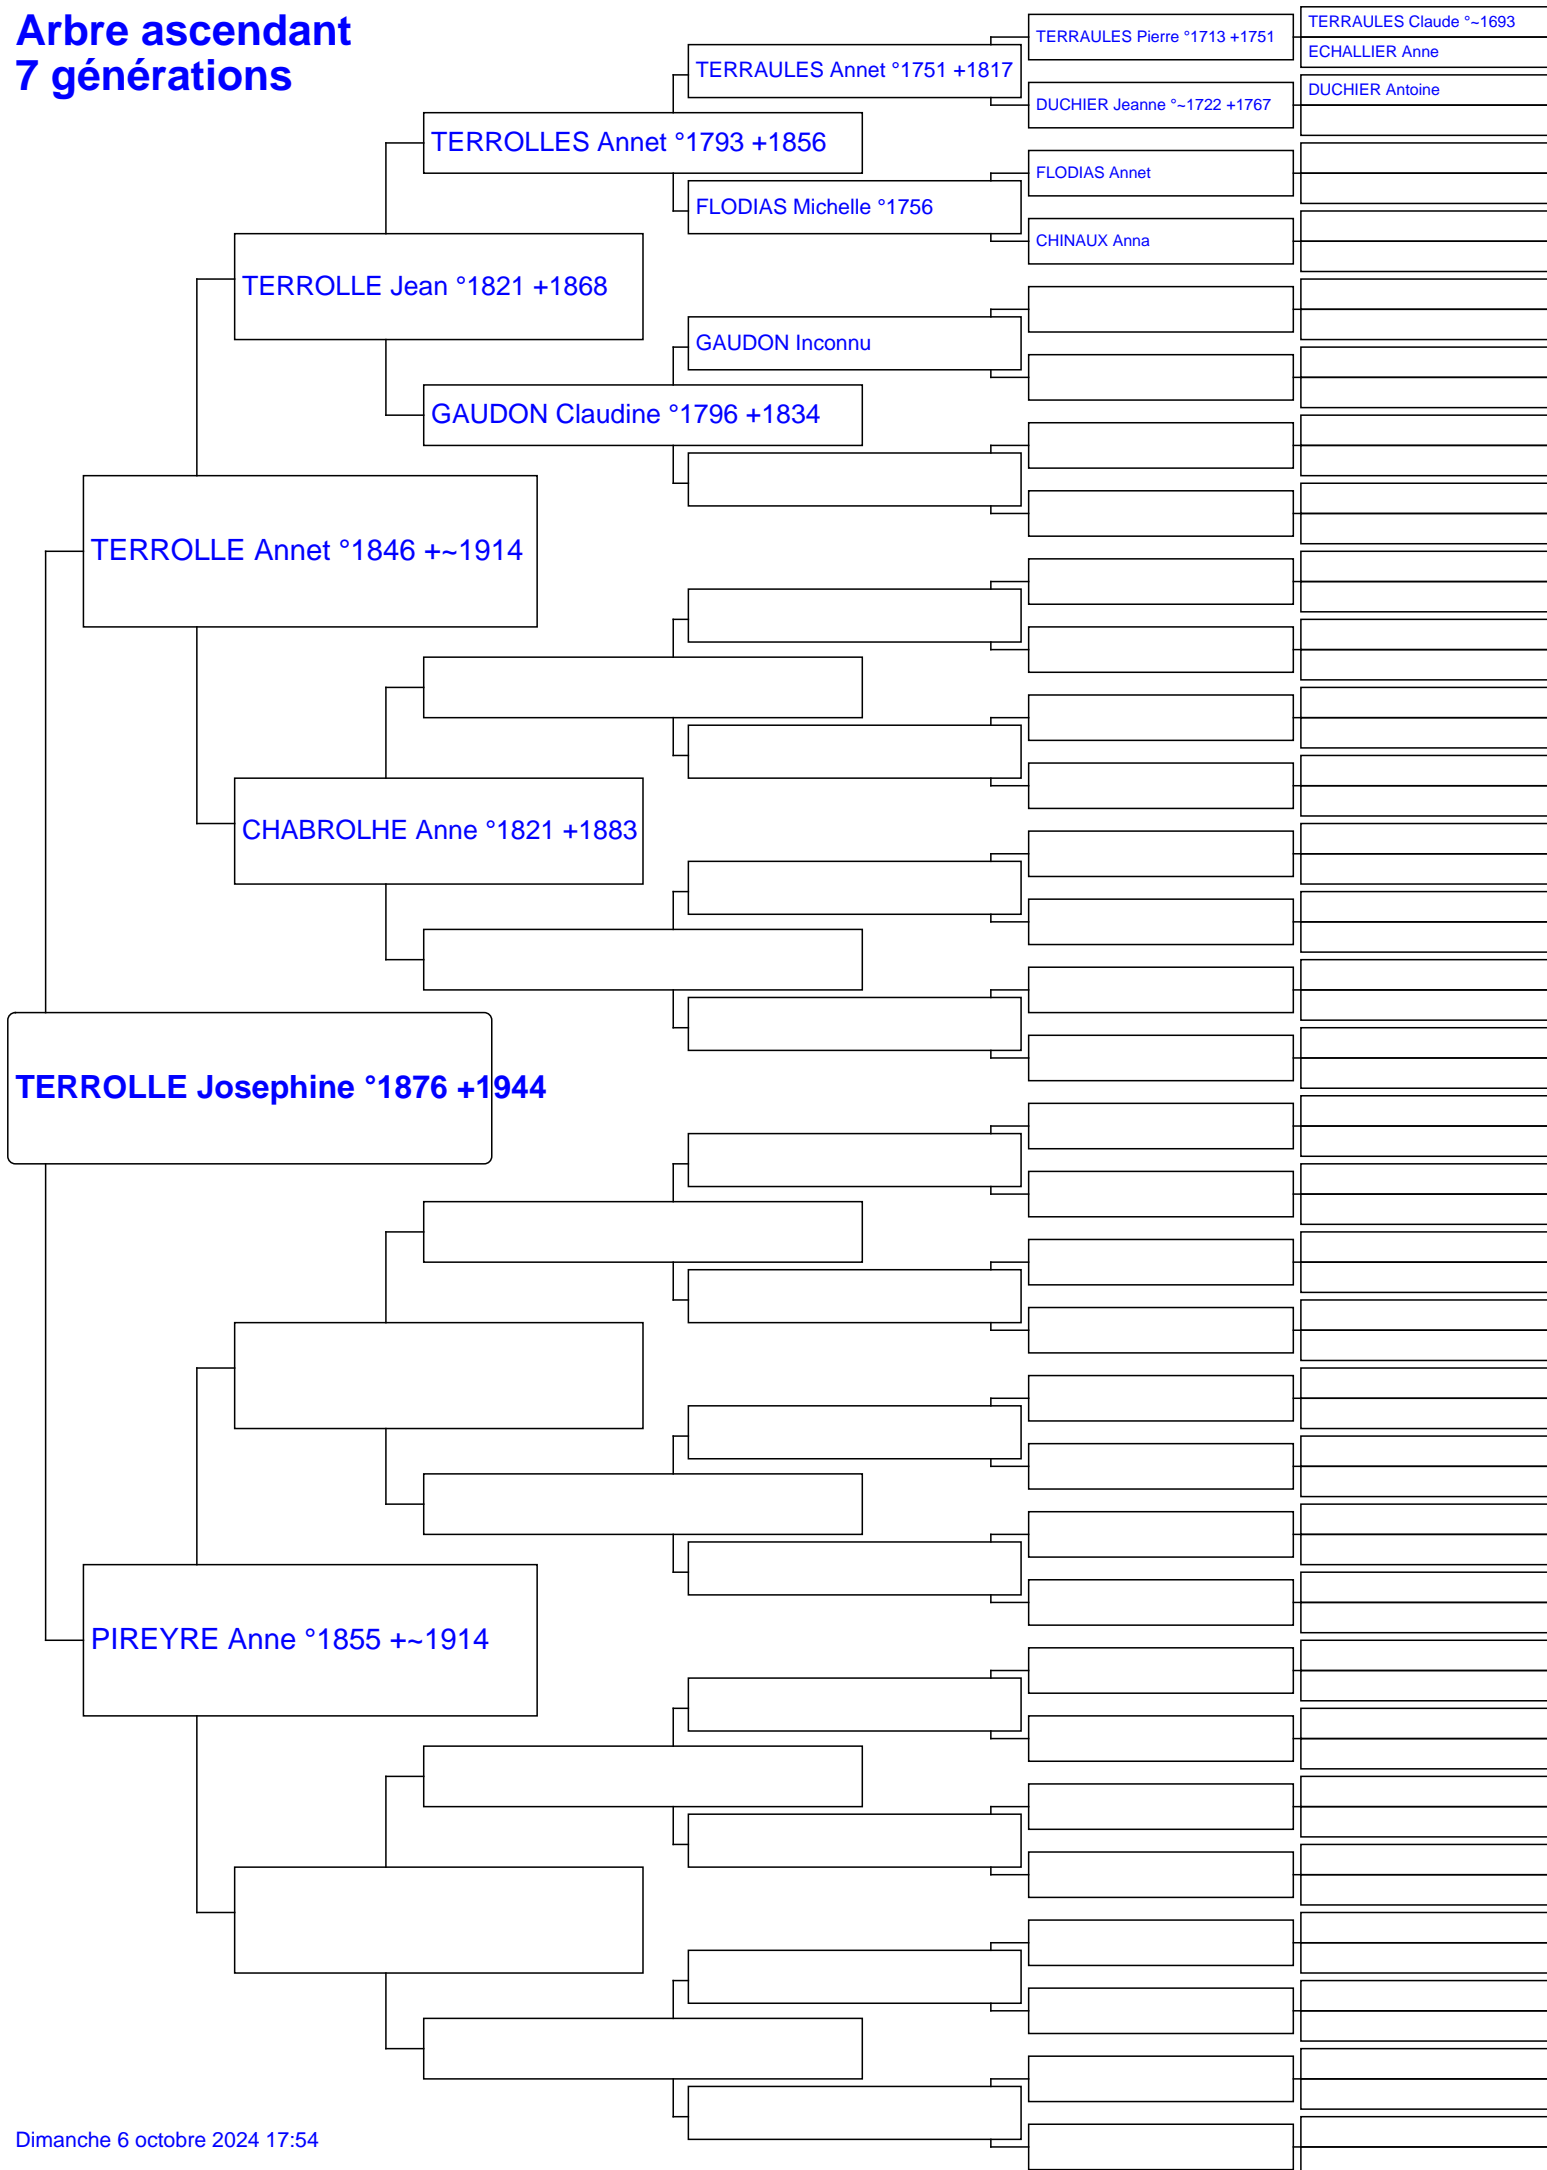 Arbre ascendant
7 générations
TERRAULES Claude °~1693
TERRAULES Pierre °1713 +1751
ECHALLIER Anne
TERRAULES Annet °1751 +1817
DUCHIER Antoine
DUCHIER Jeanne °~1722 +1767
TERROLLES Annet °1793 +1856
FLODIAS Annet
FLODIAS Michelle °1756
CHINAUX Anna
TERROLLE Jean °1821 +1868
GAUDON Inconnu
GAUDON Claudine °1796 +1834
TERROLLE Annet °1846 +~1914
CHABROLHE Anne °1821 +1883
TERROLLE Josephine °1876 +1944
PIREYRE Anne °1855 +~1914
Dimanche 6 octobre 2024 17:54